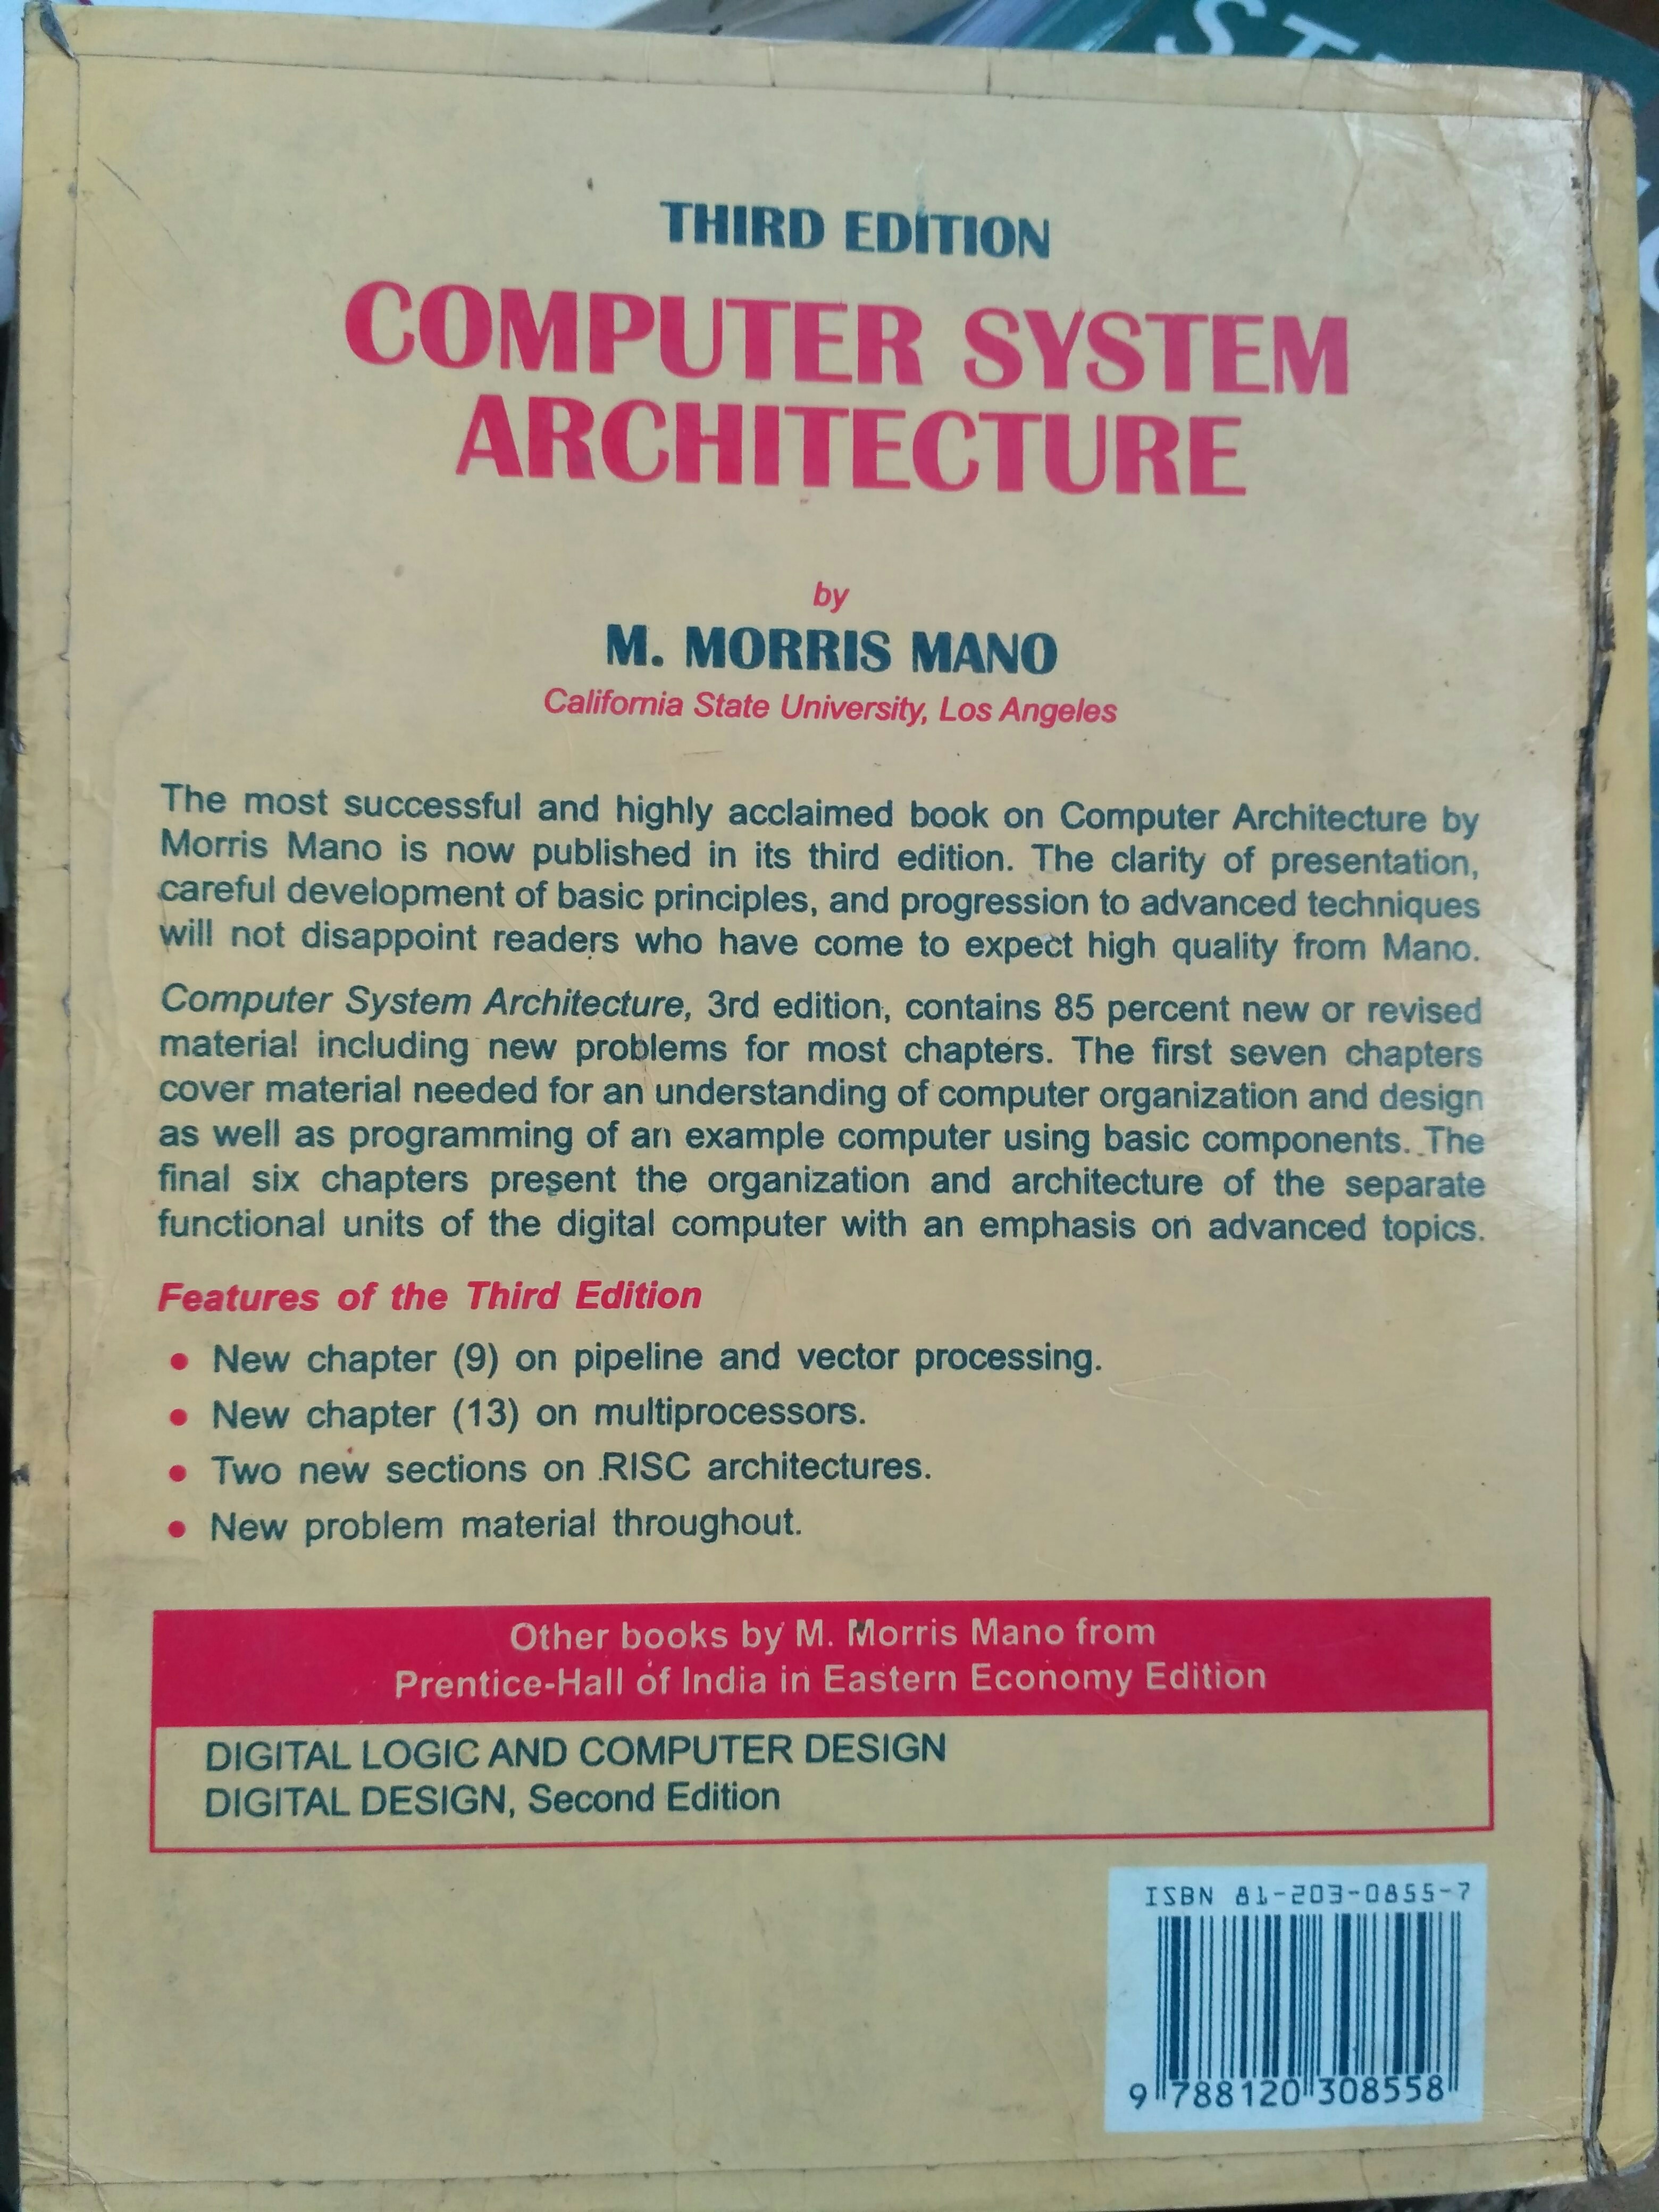 THIRD EDITION
COMPUTER SYSTEM
ARCHITECTURE
by
M. MORRIS MANO
California State University, Los Angeles
The most successful and highly acclaimed book on Computer Architecture by
Morris Mano is now published in its third edition. The clarity of presentation,
careful development of basic principles, and progression to advanced techniques
will not disappoint readers who have come to expect high quality from Mano.
Computer System Architecture, 3rd edition, contains 85 percent new or revised
material including new problems for most chapters. The first seven chapters
cover material needed for an understanding of computer organization and design
as well as programming of an example computer using basic components. The
final six chapters present the organization and architecture of the separate
functional units of the digital computer with an emphasis on advanced topics.
Features of the Third Edition
• New chapter (9) on pipeline and vector processing.
• New chapter (13) on multiprocessors.
• Two new sections on RISC architectures.
• New problem material throughout.
Other books by M. Morris Mano from
Prentice-Hall of India in Eastern Economy Edition
DIGITAL LOGIC AND COMPUTER DESIGN
DIGITAL DESIGN, Second Edition
ISBN 81-203-0855-7
9 788120 308558